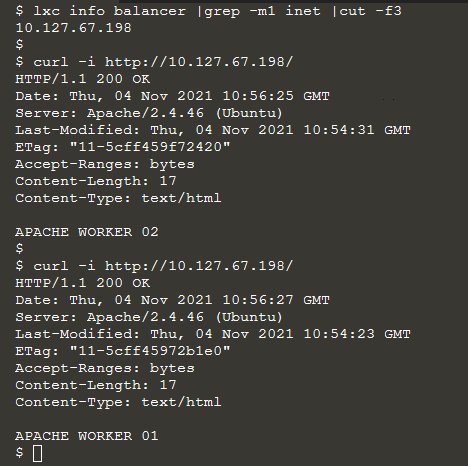 $ lxc info balancer |grep -m1 inet |cut -f3
10.127.67.198
$
$ curl -i http://10.127.67.198/
HTTP/1.1 200 OK
Date: Thu, 04 Nov 2021 10:56:25 GMT
Server: Apache/2.4.46 (Ubuntu)
Last-Modified: Thu, 04 Nov 2021 10:54:31 GMT
ETag: "11-5cff459f72420"
Accept-Ranges: bytes
Content-Length: 17
Content-Type: text/html

APACHE WORKER 02
$
$ curl -i http://10.127.67.198/
HTTP/1.1 200 OK
Date: Thu, 04 Nov 2021 10:56:27 GMT
Server: Apache/2.4.46 (Ubuntu)
Last-Modified: Thu, 04 Nov 2021 10:54:23 GMT
ETag: "11-5cff45972b1e0"
Accept-Ranges: bytes
Content-Length: 17
Content-Type: text/html

APACHE WORKER 01
$